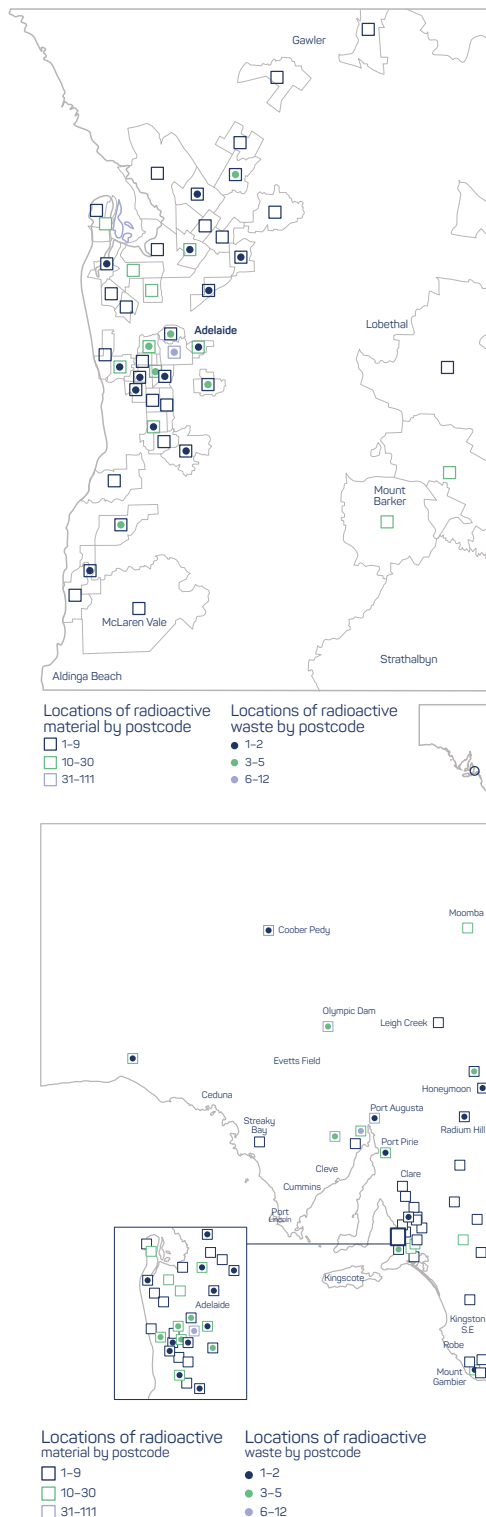 Gawler
Adelaide
Lobethal
Mount
Barker
McLaren Vale
Strathalbyn
Aldinga Beach
Locations of radioactive
material by postcode
1–9
10–30
31–111
Locations of radioactive
waste by postcode
1–2
3–5
6–12
Moomba
Coober Pedy
Olympic Dam
Leigh Creek
Evetts Field
Honeymoon
Ceduna
Port Augusta
Radium Hill
Streaky
Bay
Port Pirie
Cleve
Clare
Cummins
Port
Lincoln
Kingscote
Adelaide
Kingston
S.E
Robe
Mount
Gambier
Locations of radioactive
material by postcode
1–9
10–30
31–111
Locations of radioactive
waste by postcode
1–2
3–5
6–12